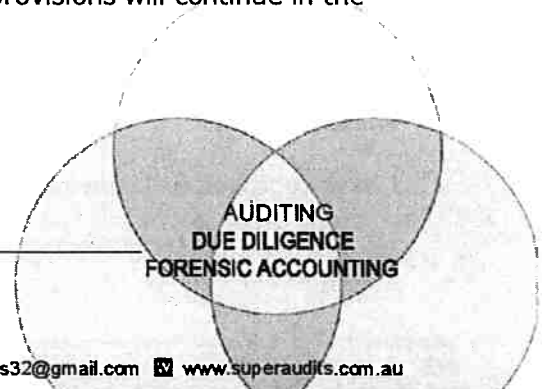 provisions will continue in the
AUDITING
DUE DILIGENCE
FORENSIC ACCOUNTING
s32@gmail.com W www.superaudits.com.au